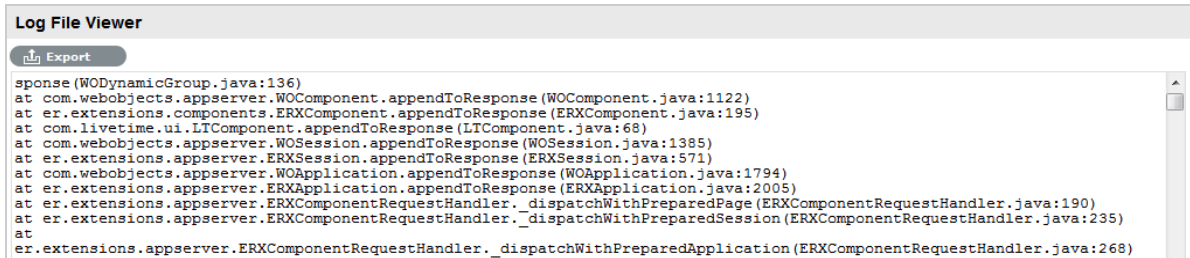 Log File Viewer
Export
sponse(WODynamicGroup.java:136)
at com.webobjects.appserver.WOComponent.appendToResponse(WOComponent.java:1122)
at er.extensions.components.ERXComponent.appendToResponse(ERXComponent.java:195)
at com.livetime.ui.LTComponent.appendToResponse(LTComponent.java:68)
at com.webobjects.appserver.WOSession.appendToResponse(WOSession.java:1385)
at er.extensions.appserver.ERXSession.appendToResponse(ERXSession.java:571)
at com.webobjects.appserver.WOApplication.appendToResponse(WOApplication.java:1794)
at er.extensions.appserver.ERXApplication.appendToResponse(ERXApplication.java:2005)
at er.extensions.appserver.ERXComponentRequestHandler._dispatchWithPreparedPage(ERXComponentRequestHandler.java:190)
at er.extensions.appserver.ERXComponentRequestHandler._dispatchWithPreparedSession(ERXComponentRequestHandler.java:235)
at
er.extensions.appserver.ERXComponentRequestHandler._dispatchWithPreparedApplication(ERXComponentRequestHandler.java:268)